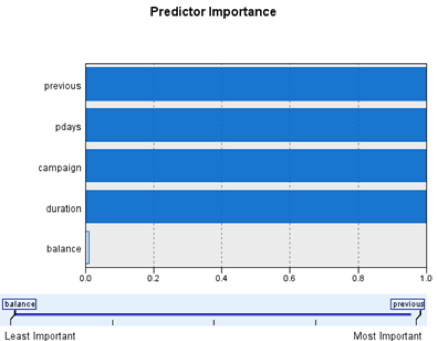 Predictor Importance
previous
pdays
campaign
duration
balance
0.0 0.2 0.4 0.6 0.8 1.0
balance previous
Least Important Most Important